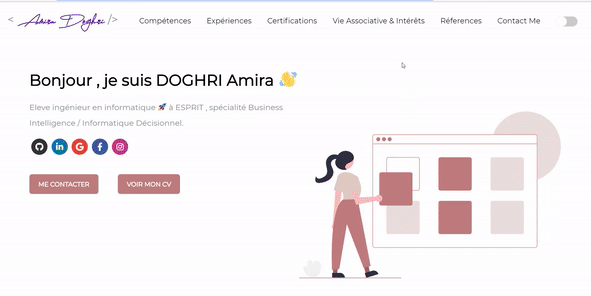 < Amira Doghri />
Compétences Expériences Certifications Vie Associative & Intérêts Réferences Contact Me
Bonjour , je suis DOGHRI Amira 👋
Eleve ingénieur en informatique 🚀 à ESPRIT , spécialité Business
Intelligence / Informatique Décisionnel.
ME CONTACTER VOIR MON CV